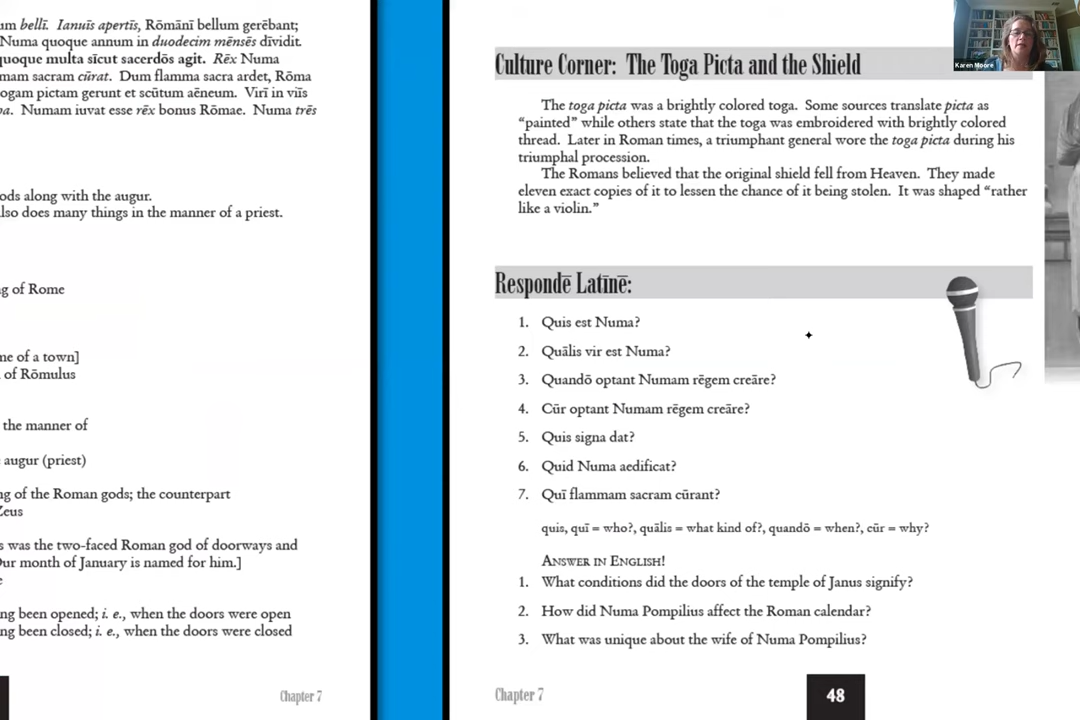 um bellī. Ianuīs apertīs, Rōmānī bellum gerēbant;
Numa quoque annum in duodecim mēnsēs dīvidit.
quoque multa sīcut sacerdōs agit. Rēx Numa
mam sacram cūrat. Dum flamma sacra ardet, Rōma
ogam pictam gerunt et scūtum aēneum. Virī in viīs
a. Numam iuvat esse rēx bonus Rōmae. Numa trēs
ods along with the augur.
lso does many things in the manner of a priest.
g of Rome
me of a town]
of Rōmulus
the manner of
augur (priest)
ng of the Roman gods; the counterpart
Zeus
s was the two-faced Roman god of doorways and
Our month of January is named for him.]
e
ng been opened; i. e., when the doors were open
ng been closed; i. e., when the doors were closed
Chapter 7
Culture Corner: The Toga Picta and the Shield
The toga picta was a brightly colored toga. Some sources translate picta as
“painted” while others state that the toga was embroidered with brightly colored
thread. Later in Roman times, a triumphant general wore the toga picta during his
triumphal procession.
The Romans believed that the original shield fell from Heaven. They made
eleven exact copies of it to lessen the chance of it being stolen. It was shaped “rather
like a violin.”
Respondē Latīnē:
1. Quis est Numa?
2. Quālis vir est Numa?
3. Quandō optant Numam rēgem creāre?
4. Cūr optant Numam rēgem creāre?
5. Quis signa dat?
6. Quid Numa aedificat?
7. Quī flammam sacram cūrant?
quis, quī = who?, quālis = what kind of?, quandō = when?, cūr = why?
Answer in English!
1. What conditions did the doors of the temple of Janus signify?
2. How did Numa Pompilius affect the Roman calendar?
3. What was unique about the wife of Numa Pompilius?
Chapter 7
48
Karen Moore